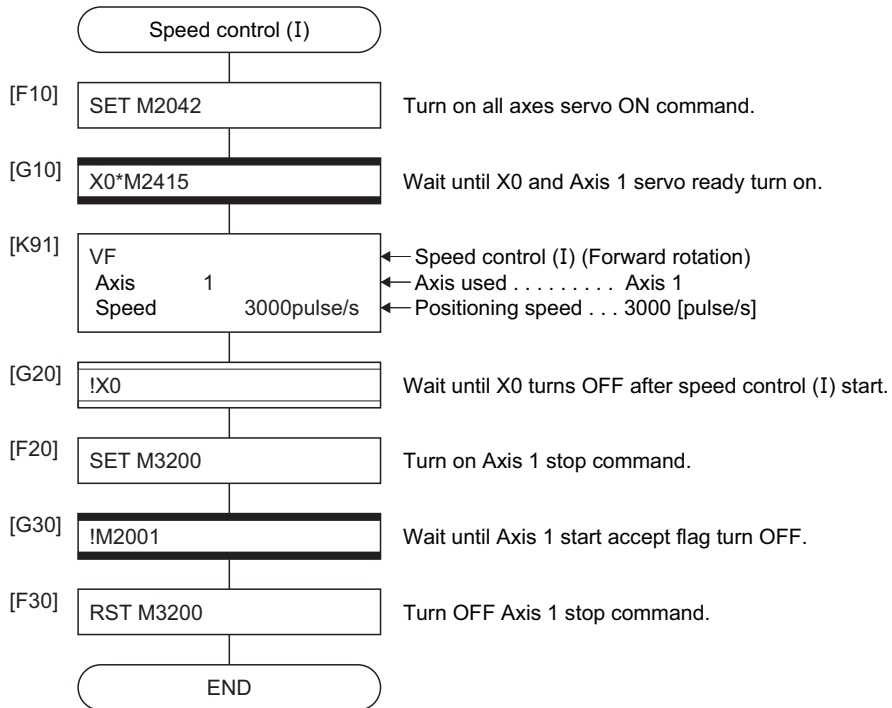 Speed control (I)
[F10] SET M2042 Turn on all axes servo ON command.
[G10] X0*M2415 Wait until X0 and Axis 1 servo ready turn on.
[K91] VF Speed control (I) (Forward rotation)
Axis 1 Axis used . . . . . . . . . Axis 1
Speed 3000pulse/s Positioning speed . . . 3000 [pulse/s]
[G20] !X0 Wait until X0 turns OFF after speed control (I) start.
[F20] SET M3200 Turn on Axis 1 stop command.
[G30] !M2001 Wait until Axis 1 start accept flag turn OFF.
[F30] RST M3200 Turn OFF Axis 1 stop command.
END